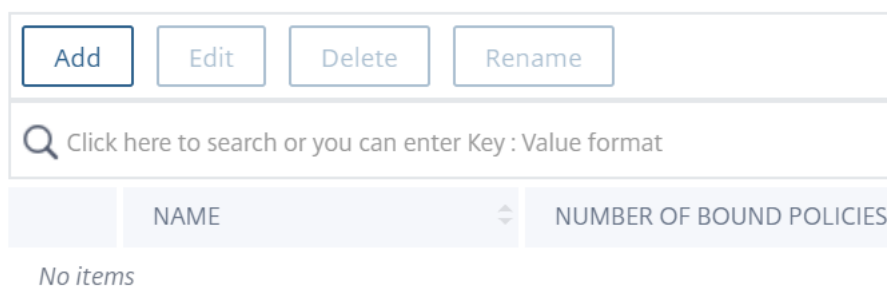 Add Edit Delete Rename
Click here to search or you can enter Key : Value format
NAME NUMBER OF BOUND POLICIES
No items